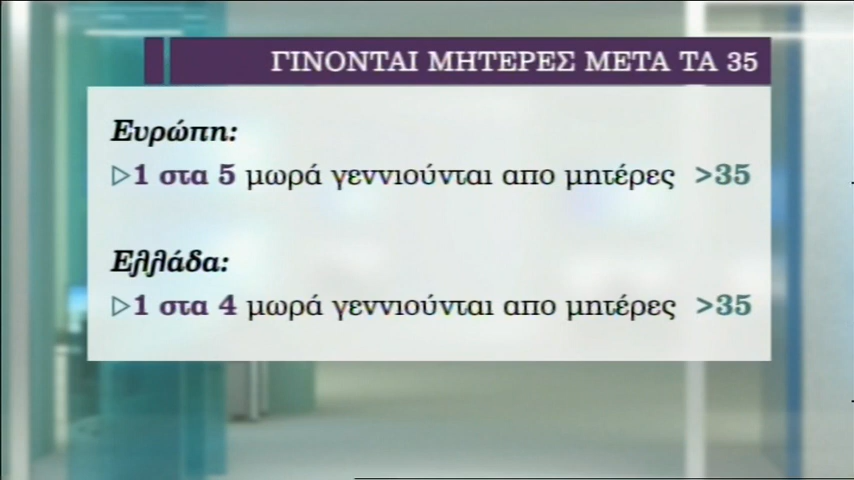 ΓΙΝΟΝΤΑΙ ΜΗΤΕΡΕΣ ΜΕΤΑ ΤΑ 35
Ευρώπη:
▷1 στα 5 μωρά γεννιούνται απο μητέρες >35
Ελλάδα:
▷1 στα 4 μωρά γεννιούνται απο μητέρες >35